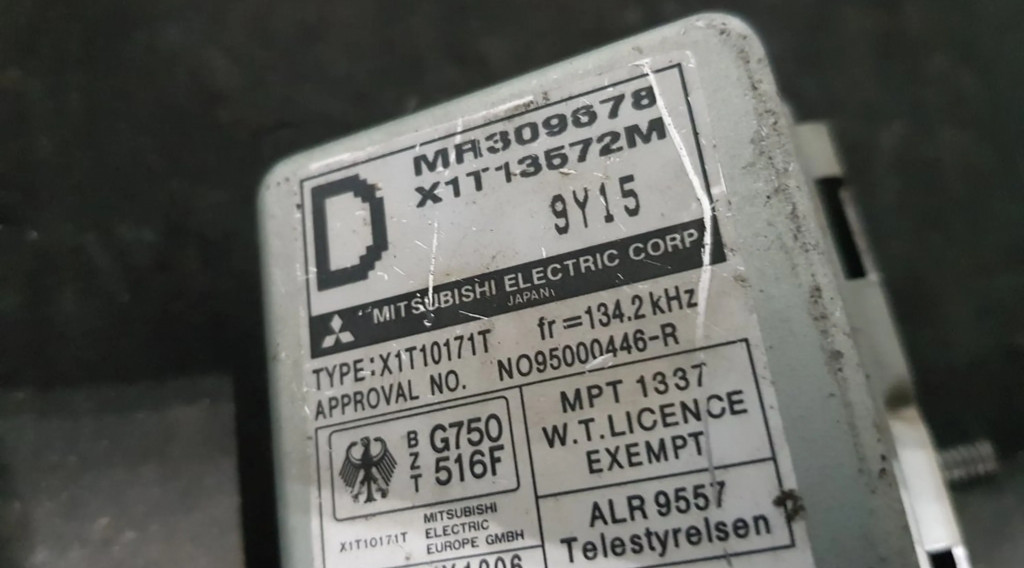 D
MR309678
X1T13572M
9Y15
MITSUBISHI ELECTRIC CORP
JAPAN
TYPE:X1T10171T fr=134.2kHz
APPROVAL NO. NO95000446-R
BZT
G750
516F
X1T10171T
MITSUBISHI
ELECTRIC
EUROPE GMBH
MPT 1337
W.T.LICENCE
EXEMPT
ALR 9557
Telestyrelsen